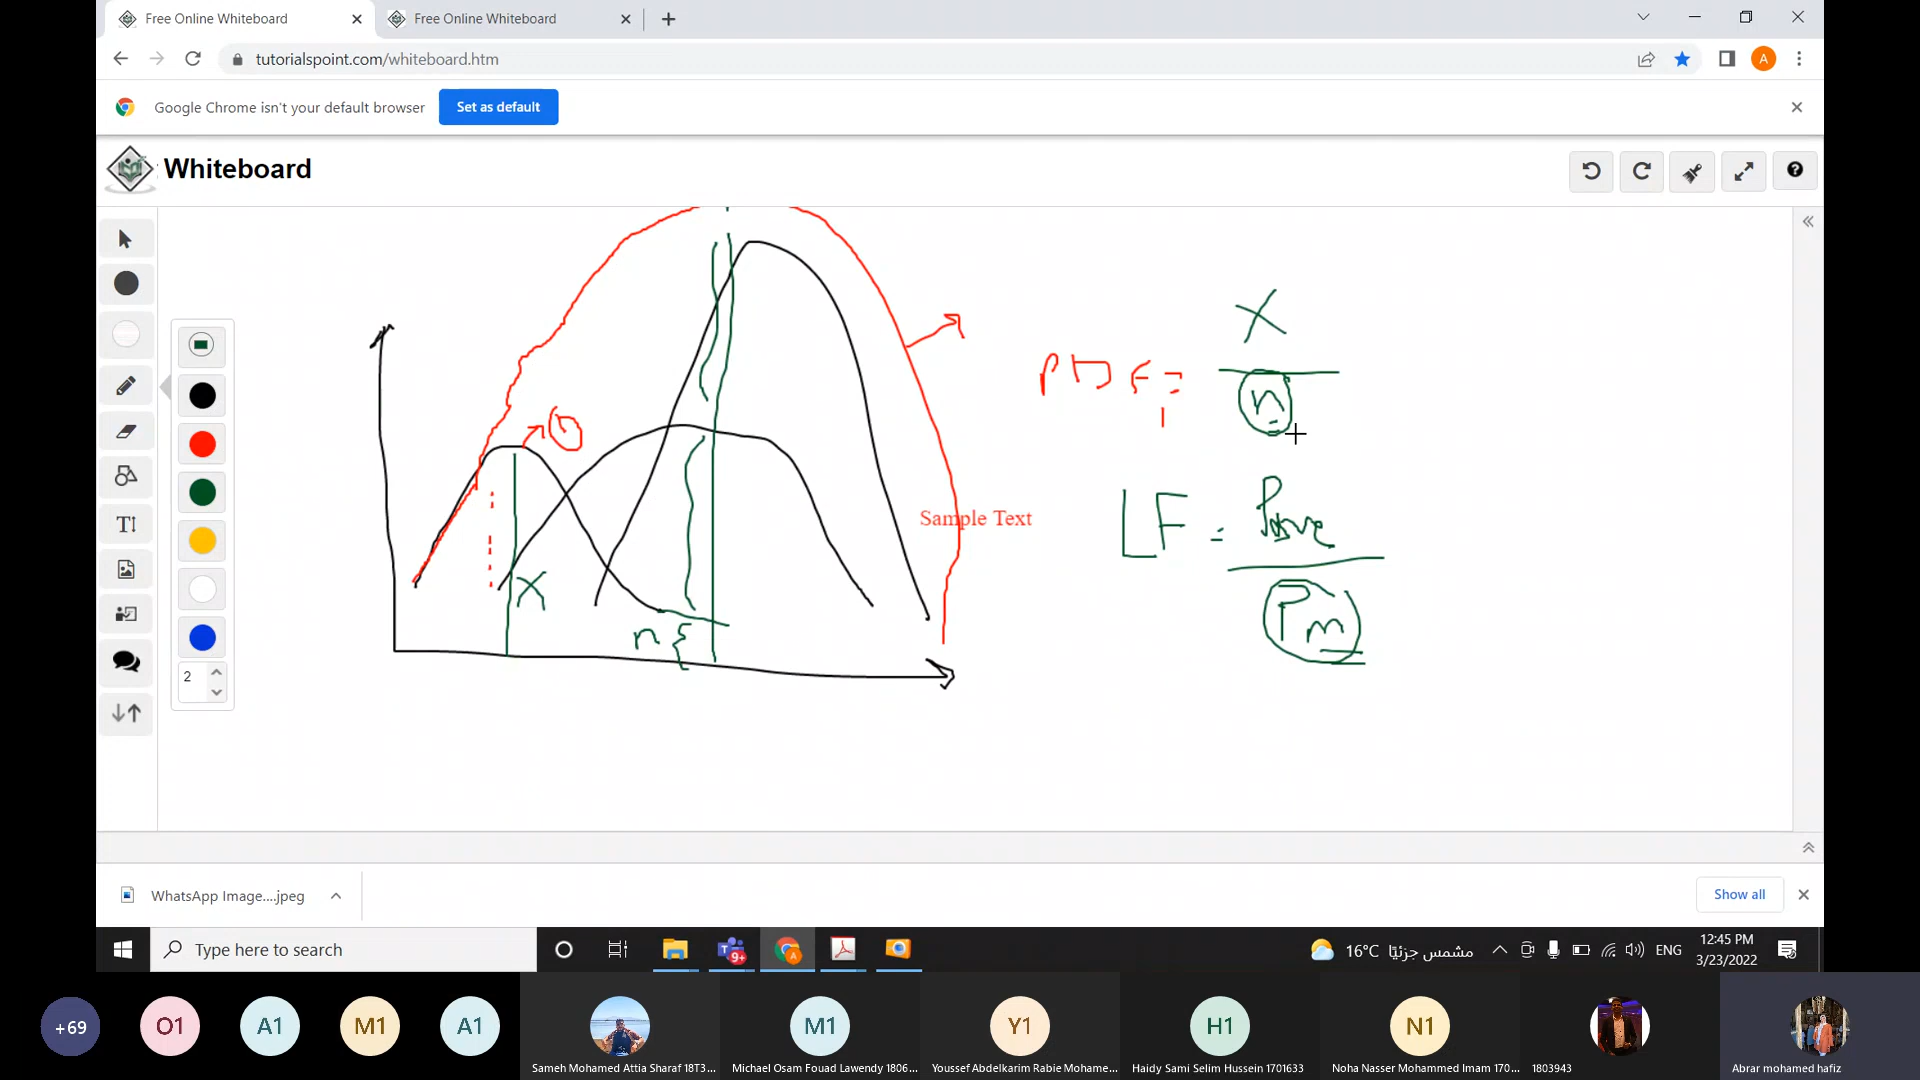 Free Online Whiteboard
Free Online Whiteboard
tutorialspoint.com/whiteboard.htm
A
Google Chrome isn't your default browser
Set as default
Whiteboard
X
PDF =
n
LF = Pave
Pm
Sample Text
X
n {
2
WhatsApp Image....jpeg
Show all
Type here to search
9+
A
16°C
مشمس جزئيًا
ENG
12:45 PM
3/23/2022
+69
O1
A1
M1
A1
M1
Y1
H1
N1
Sameh Mohamed Attia Sharaf 18T3...
Michael Osam Fouad Lawendy 1806...
Youssef Abdelkarim Rabie Mohame...
Haidy Sami Selim Hussein 1701633
Noha Nasser Mohammed Imam 170...
1803943
Abrar mohamed hafiz